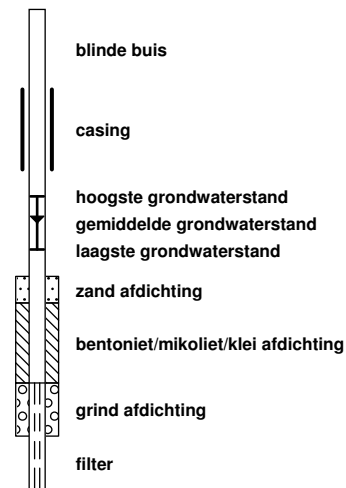 blinde buis
casing
hoogste grondwaterstand
gemiddelde grondwaterstand
laagste grondwaterstand
zand afdichting
bentoniet/mikoliet/klei afdichting
grind afdichting
filter